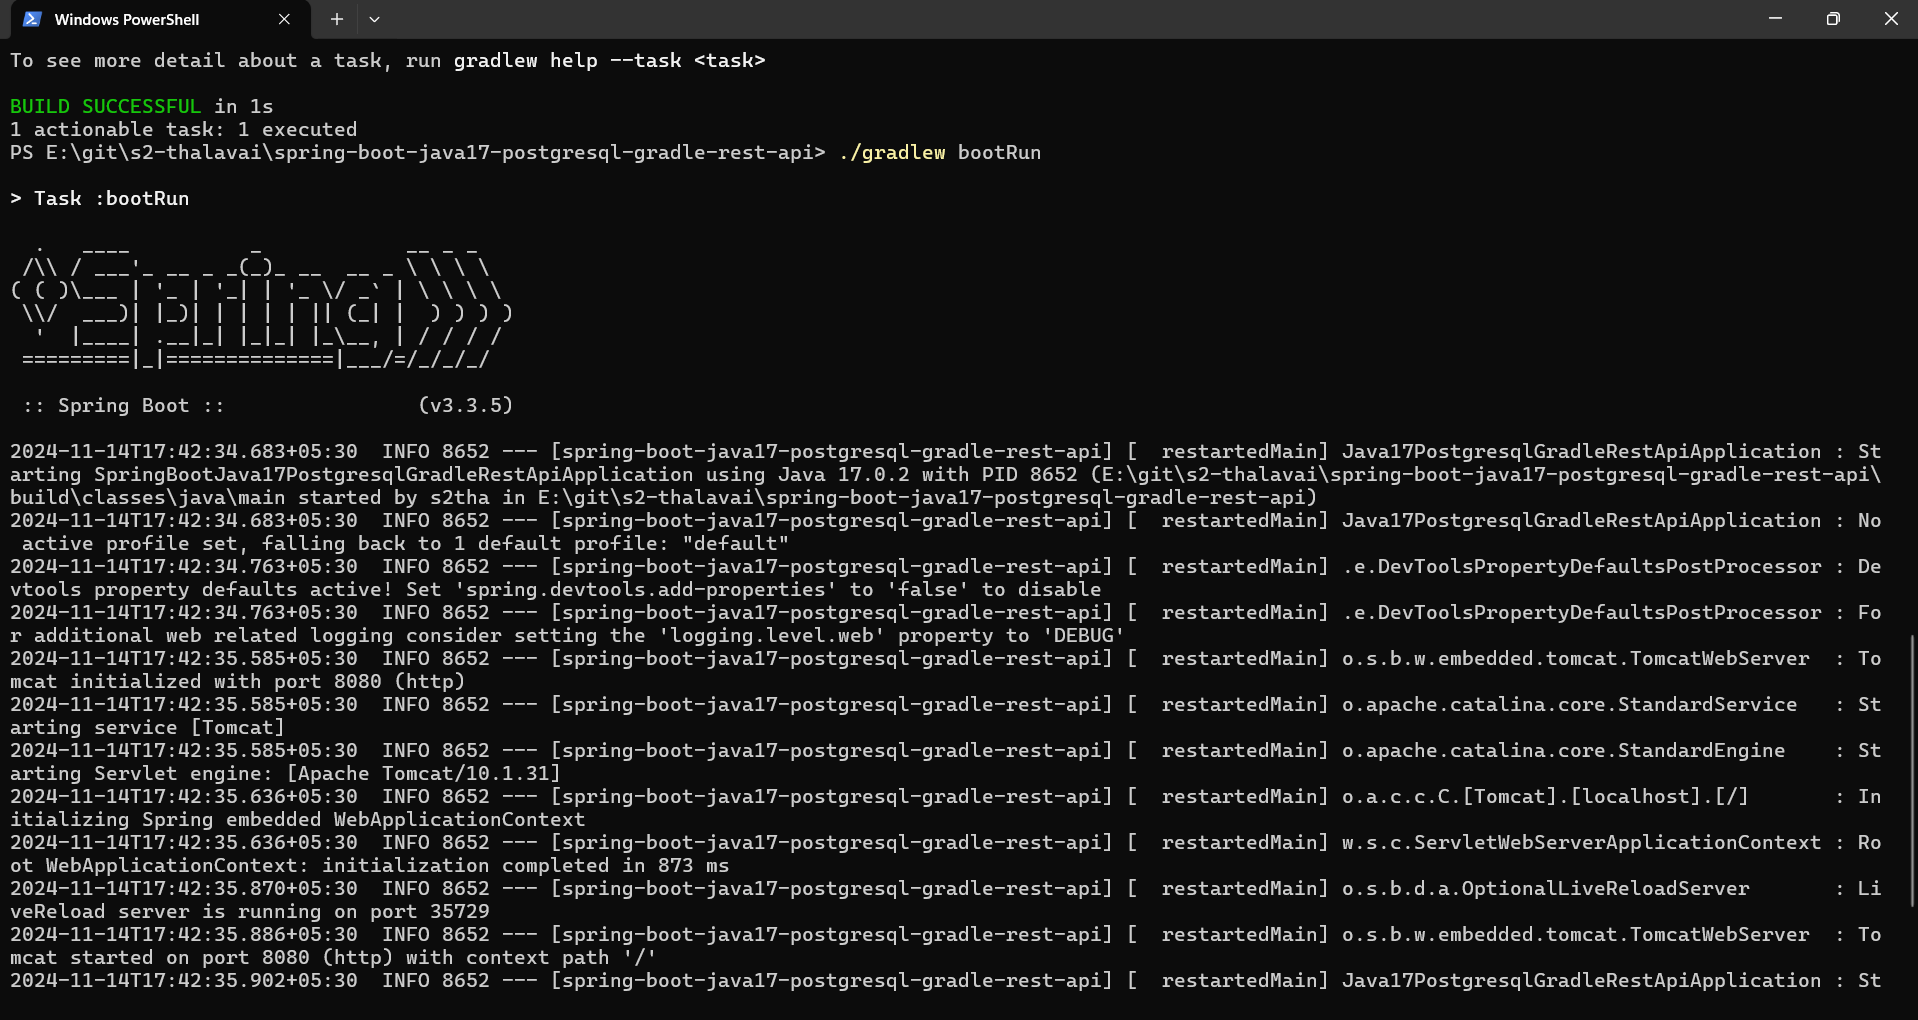 Windows PowerShell
To see more detail about a task, run gradlew help --task <task>
BUILD SUCCESSFUL in 1s
1 actionable task: 1 executed
PS E:\git\s2-thalavai\spring-boot-java17-postgresql-gradle-rest-api> ./gradlew bootRun
> Task :bootRun
  .   ____          _            __ _ _
 /\\ / ___'_ __ _ _(_)_ __  __ _ \ \ \ \
( ( )\___ | '_ | '_| | '_ \/ _` | \ \ \ \
 \\/  ___)| |_)| | | | | || (_| |  ) ) ) )
  '  |____| .__|_| |_|_| |_\__, | / / / /
 =========|_|==============|___/=/_/_/_/
 :: Spring Boot ::                (v3.3.5)
2024-11-14T17:42:34.683+05:30  INFO 8652 --- [spring-boot-java17-postgresql-gradle-rest-api] [  restartedMain] Java17PostgresqlGradleRestApiApplication : St
arting SpringBootJava17PostgresqlGradleRestApiApplication using Java 17.0.2 with PID 8652 (E:\git\s2-thalavai\spring-boot-java17-postgresql-gradle-rest-api\
build\classes\java\main started by s2tha in E:\git\s2-thalavai\spring-boot-java17-postgresql-gradle-rest-api)
2024-11-14T17:42:34.683+05:30  INFO 8652 --- [spring-boot-java17-postgresql-gradle-rest-api] [  restartedMain] Java17PostgresqlGradleRestApiApplication : No
 active profile set, falling back to 1 default profile: "default"
2024-11-14T17:42:34.763+05:30  INFO 8652 --- [spring-boot-java17-postgresql-gradle-rest-api] [  restartedMain] .e.DevToolsPropertyDefaultsPostProcessor : De
vtools property defaults active! Set 'spring.devtools.add-properties' to 'false' to disable
2024-11-14T17:42:34.763+05:30  INFO 8652 --- [spring-boot-java17-postgresql-gradle-rest-api] [  restartedMain] .e.DevToolsPropertyDefaultsPostProcessor : Fo
r additional web related logging consider setting the 'logging.level.web' property to 'DEBUG'
2024-11-14T17:42:35.585+05:30  INFO 8652 --- [spring-boot-java17-postgresql-gradle-rest-api] [  restartedMain] o.s.b.w.embedded.tomcat.TomcatWebServer  : To
mcat initialized with port 8080 (http)
2024-11-14T17:42:35.585+05:30  INFO 8652 --- [spring-boot-java17-postgresql-gradle-rest-api] [  restartedMain] o.apache.catalina.core.StandardService   : St
arting service [Tomcat]
2024-11-14T17:42:35.585+05:30  INFO 8652 --- [spring-boot-java17-postgresql-gradle-rest-api] [  restartedMain] o.apache.catalina.core.StandardEngine    : St
arting Servlet engine: [Apache Tomcat/10.1.31]
2024-11-14T17:42:35.636+05:30  INFO 8652 --- [spring-boot-java17-postgresql-gradle-rest-api] [  restartedMain] o.a.c.c.C.[Tomcat].[localhost].[/]       : In
itializing Spring embedded WebApplicationContext
2024-11-14T17:42:35.636+05:30  INFO 8652 --- [spring-boot-java17-postgresql-gradle-rest-api] [  restartedMain] w.s.c.ServletWebServerApplicationContext : Ro
ot WebApplicationContext: initialization completed in 873 ms
2024-11-14T17:42:35.870+05:30  INFO 8652 --- [spring-boot-java17-postgresql-gradle-rest-api] [  restartedMain] o.s.b.d.a.OptionalLiveReloadServer       : Li
veReload server is running on port 35729
2024-11-14T17:42:35.886+05:30  INFO 8652 --- [spring-boot-java17-postgresql-gradle-rest-api] [  restartedMain] o.s.b.w.embedded.tomcat.TomcatWebServer  : To
mcat started on port 8080 (http) with context path '/'
2024-11-14T17:42:35.902+05:30  INFO 8652 --- [spring-boot-java17-postgresql-gradle-rest-api] [  restartedMain] Java17PostgresqlGradleRestApiApplication : St